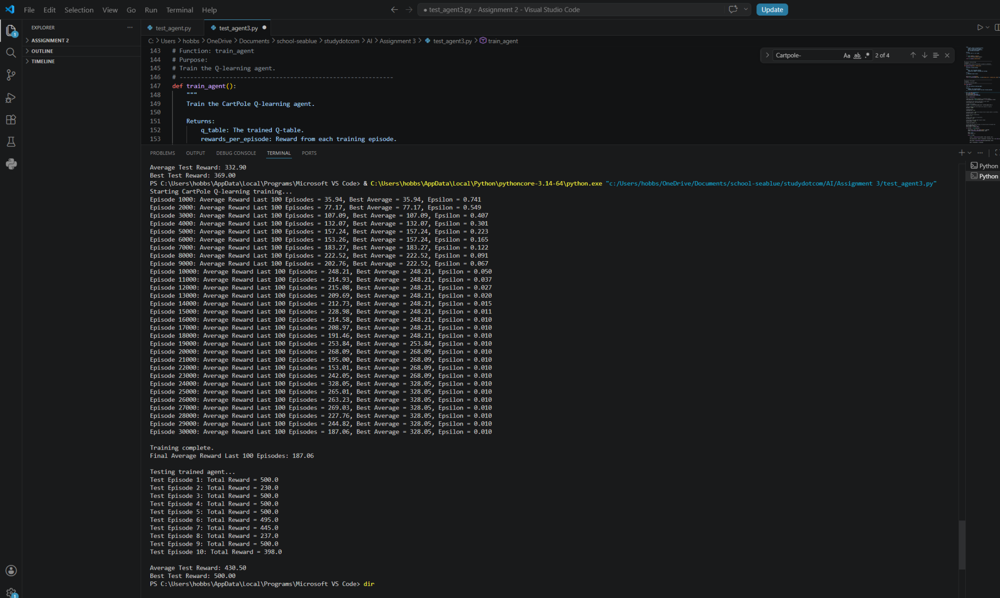 File Edit Selection View Go Run Terminal Help
● test_agent3.py - Assignment 2 - Visual Studio Code
Update
EXPLORER
ASSIGNMENT 2
OUTLINE
TIMELINE
test_agent.py
test_agent3.py
C: > Users > hobbs > OneDrive > Documents > school-seablue > studydotcom > AI > Assignment 3 > test_agent3.py > train_agent
Cartpole-
Aa ab .* 2 of 4
143 # Function: train_agent
144 # Purpose:
145 # Train the Q-learning agent.
146 # ------------------------------------------------------------
147 def train_agent():
148 """
149 Train the CartPole Q-learning agent.
150
151 Returns:
152 q_table: The trained Q-table.
153 rewards_per_episode: Reward from each training episode.
PROBLEMS OUTPUT DEBUG CONSOLE TERMINAL PORTS
Python
Python
Average Test Reward: 332.90
Best Test Reward: 369.00
PS C:\Users\hobbs\AppData\Local\Programs\Microsoft VS Code> & C:\Users\hobbs\AppData\Local\Python\pythoncore-3.14-64\python.exe "c:/Users/hobbs/OneDrive/Documents/school-seablue/studydotcom/AI/Assignment 3/test_agent3.py"
Starting CartPole Q-learning training...
Episode 1000: Average Reward Last 100 Episodes = 35.94, Best Average = 35.94, Epsilon = 0.741
Episode 2000: Average Reward Last 100 Episodes = 77.17, Best Average = 77.17, Epsilon = 0.549
Episode 3000: Average Reward Last 100 Episodes = 107.09, Best Average = 107.09, Epsilon = 0.407
Episode 4000: Average Reward Last 100 Episodes = 132.07, Best Average = 132.07, Epsilon = 0.301
Episode 5000: Average Reward Last 100 Episodes = 157.24, Best Average = 157.24, Epsilon = 0.223
Episode 6000: Average Reward Last 100 Episodes = 153.26, Best Average = 157.24, Epsilon = 0.165
Episode 7000: Average Reward Last 100 Episodes = 183.27, Best Average = 183.27, Epsilon = 0.122
Episode 8000: Average Reward Last 100 Episodes = 222.52, Best Average = 222.52, Epsilon = 0.091
Episode 9000: Average Reward Last 100 Episodes = 202.76, Best Average = 222.52, Epsilon = 0.067
Episode 10000: Average Reward Last 100 Episodes = 248.21, Best Average = 248.21, Epsilon = 0.050
Episode 11000: Average Reward Last 100 Episodes = 214.93, Best Average = 248.21, Epsilon = 0.037
Episode 12000: Average Reward Last 100 Episodes = 215.08, Best Average = 248.21, Epsilon = 0.027
Episode 13000: Average Reward Last 100 Episodes = 209.69, Best Average = 248.21, Epsilon = 0.020
Episode 14000: Average Reward Last 100 Episodes = 212.73, Best Average = 248.21, Epsilon = 0.015
Episode 15000: Average Reward Last 100 Episodes = 228.98, Best Average = 248.21, Epsilon = 0.011
Episode 16000: Average Reward Last 100 Episodes = 214.58, Best Average = 248.21, Epsilon = 0.010
Episode 17000: Average Reward Last 100 Episodes = 208.97, Best Average = 248.21, Epsilon = 0.010
Episode 18000: Average Reward Last 100 Episodes = 191.46, Best Average = 248.21, Epsilon = 0.010
Episode 19000: Average Reward Last 100 Episodes = 253.84, Best Average = 253.84, Epsilon = 0.010
Episode 20000: Average Reward Last 100 Episodes = 268.09, Best Average = 268.09, Epsilon = 0.010
Episode 21000: Average Reward Last 100 Episodes = 195.00, Best Average = 268.09, Epsilon = 0.010
Episode 22000: Average Reward Last 100 Episodes = 153.01, Best Average = 268.09, Epsilon = 0.010
Episode 23000: Average Reward Last 100 Episodes = 242.05, Best Average = 268.09, Epsilon = 0.010
Episode 24000: Average Reward Last 100 Episodes = 328.05, Best Average = 328.05, Epsilon = 0.010
Episode 25000: Average Reward Last 100 Episodes = 265.01, Best Average = 328.05, Epsilon = 0.010
Episode 26000: Average Reward Last 100 Episodes = 263.23, Best Average = 328.05, Epsilon = 0.010
Episode 27000: Average Reward Last 100 Episodes = 269.03, Best Average = 328.05, Epsilon = 0.010
Episode 28000: Average Reward Last 100 Episodes = 227.76, Best Average = 328.05, Epsilon = 0.010
Episode 29000: Average Reward Last 100 Episodes = 244.82, Best Average = 328.05, Epsilon = 0.010
Episode 30000: Average Reward Last 100 Episodes = 187.06, Best Average = 328.05, Epsilon = 0.010
Training complete.
Final Average Reward Last 100 Episodes: 187.06
Testing trained agent...
Test Episode 1: Total Reward = 500.0
Test Episode 2: Total Reward = 230.0
Test Episode 3: Total Reward = 500.0
Test Episode 4: Total Reward = 500.0
Test Episode 5: Total Reward = 500.0
Test Episode 6: Total Reward = 495.0
Test Episode 7: Total Reward = 445.0
Test Episode 8: Total Reward = 237.0
Test Episode 9: Total Reward = 500.0
Test Episode 10: Total Reward = 398.0
Average Test Reward: 430.50
Best Test Reward: 500.00
PS C:\Users\hobbs\AppData\Local\Programs\Microsoft VS Code> dir